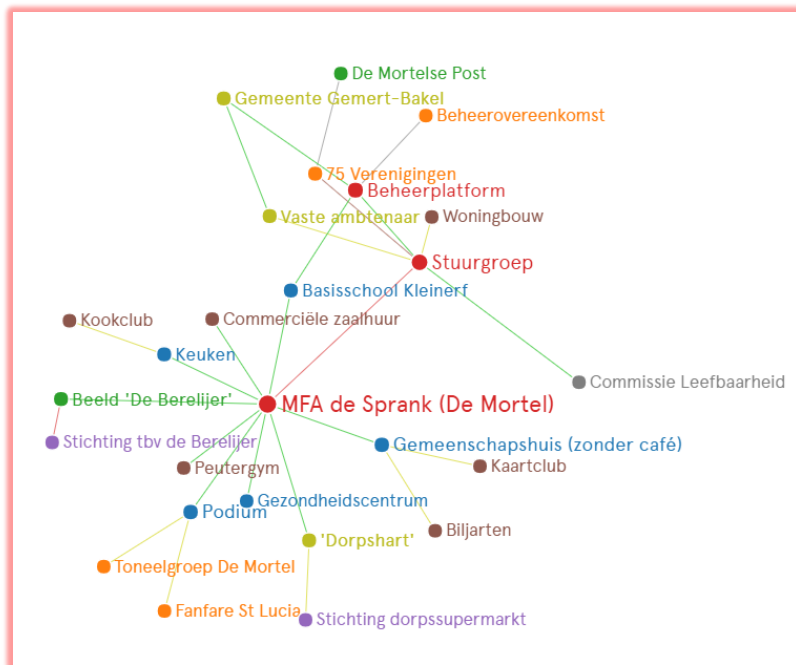 De Mortelse Post
Gemeente Gemert-Bakel
Beheerovereenkomst
75 Verenigingen
Beheerplatform
Vaste ambtenaar
Woningbouw
Stuurgroep
Basisschool Kleinerf
Kookclub
Commerciële zaalhuur
Keuken
Commissie Leefbaarheid
Beeld 'De Berelijer'
MFA de Sprank (De Mortel)
Stichting tbv de Berelijer
Gemeenschapshuis (zonder café)
Peutergym
Kaartclub
Gezondheidscentrum
Podium
Biljarten
'Dorpshart'
Toneelgroep De Mortel
Fanfare St Lucia
Stichting dorpssupermarkt